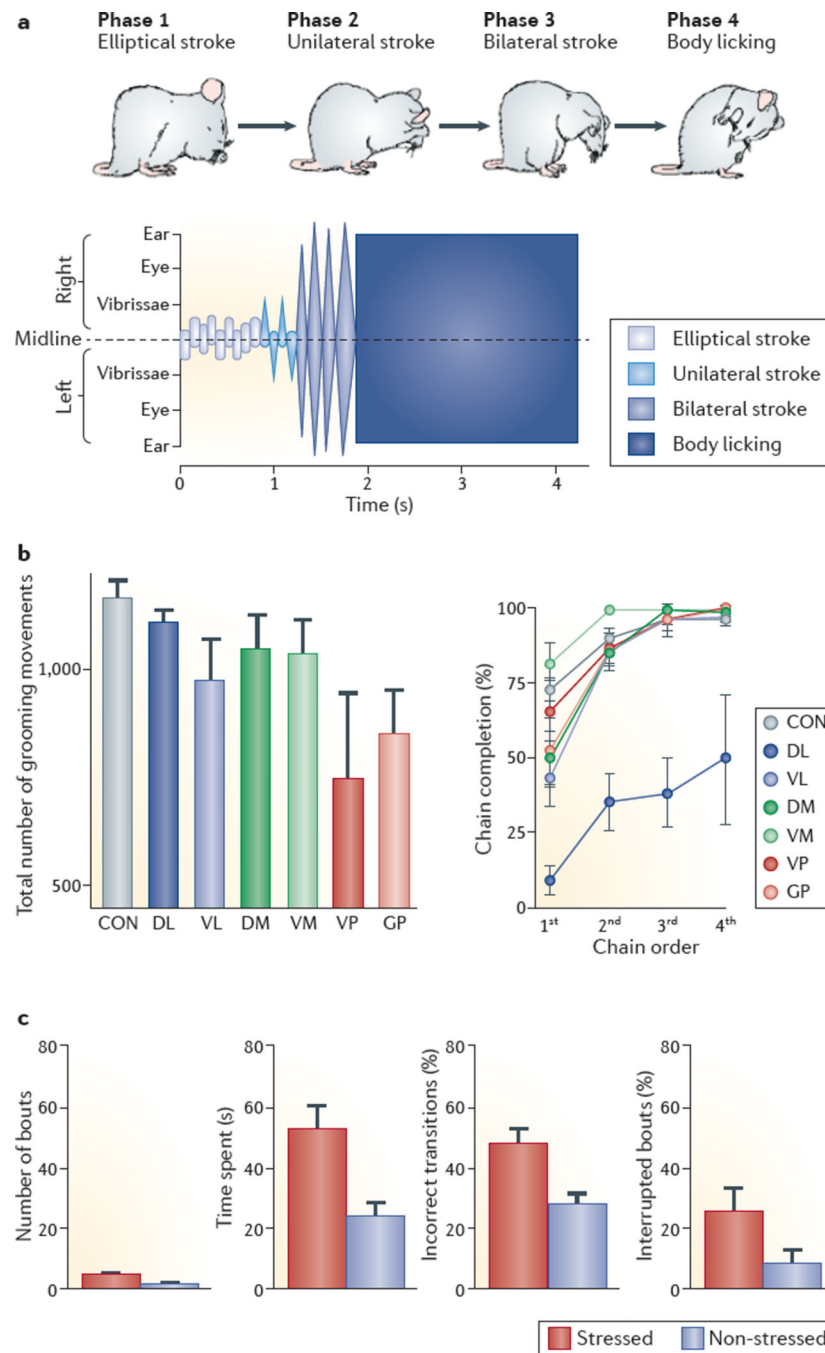 a
Phase 1
Elliptical stroke
Phase 2
Unilateral stroke
Phase 3
Bilateral stroke
Phase 4
Body licking
Right
Left
Ear
Eye
Vibrissae
Midline
Vibrissae
Eye
Ear
0
1
2
3
4
Time (s)
Elliptical stroke
Unilateral stroke
Bilateral stroke
Body licking
b
Total number of grooming movements
1,000
500
CON
DL
VL
DM
VM
VP
GP
Chain completion (%)
100
75
50
25
0
1st
2nd
3rd
4th
Chain order
CON
DL
VL
DM
VM
VP
GP
c
Number of bouts
80
60
40
20
0
Time spent (s)
80
60
40
20
0
Incorrect transitions (%)
80
60
40
20
0
Interrupted bouts (%)
80
60
40
20
0
Stressed
Non-stressed